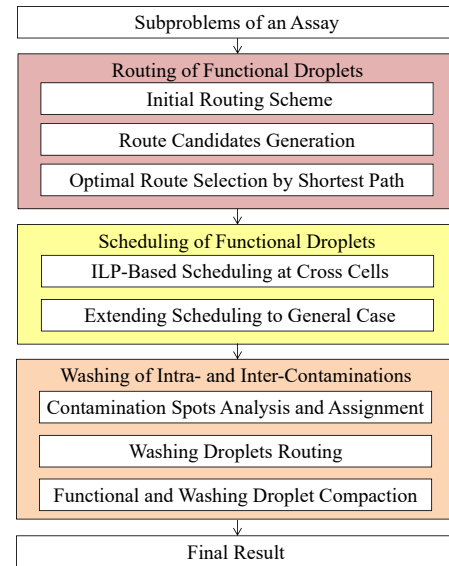 Subproblems of an Assay
Routing of Functional Droplets
Initial Routing Scheme
Route Candidates Generation
Optimal Route Selection by Shortest Path
Scheduling of Functional Droplets
ILP-Based Scheduling at Cross Cells
Extending Scheduling to General Case
Washing of Intra- and Inter-Contaminations
Contamination Spots Analysis and Assignment
Washing Droplets Routing
Functional and Washing Droplet Compaction
Final Result